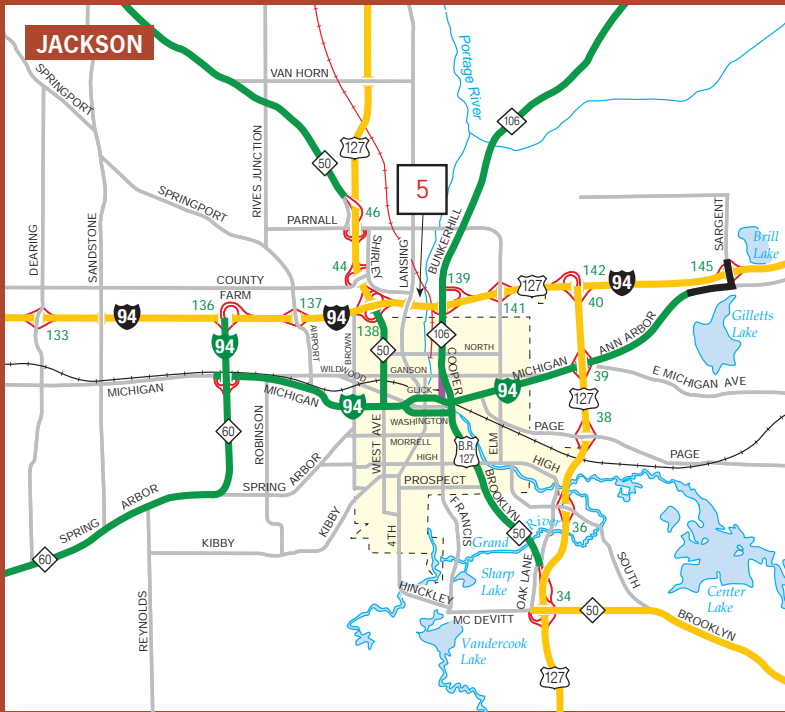 JACKSON
SPRINGPORT
VAN HORN
Portage River
106
127
50
RIVES JUNCTION
SPRINGPORT
5
46
PARNALL
DEARING
SANDSTONE
SHIRLEY
LANSING
BUNKERHILL
SARGENT
Brill
Lake
44
COUNTY
FARM
139
127
142
94
145
40
136
137
94
94
133
138
141
Gilletts
Lake
106
94
AIRPORT
BROWN
50
NORTH
COOPER
ANN ARBOR
MICHIGAN
WILDWOOD
GANSON
GLICK
39
E MICHIGAN AVE
MICHIGAN
MICHIGAN
94
94
127
38
WASHINGTON
PAGE
PAGE
60
ROBINSON
WEST AVE
MORRELL
HIGH
B.R.
127
ELM
HIGH
SPRING
ARBOR
PROSPECT
BROOKLYN
SPRING
ARBOR
KIBBY
4TH
FRANCIS
Grand
River
50
36
KIBBY
60
SOUTH
Sharp
Lake
OAK LANE
Center
Lake
HINCKLEY
34
REYNOLDS
MC DEVITT
50
BROOKLYN
Vandercook
Lake
127